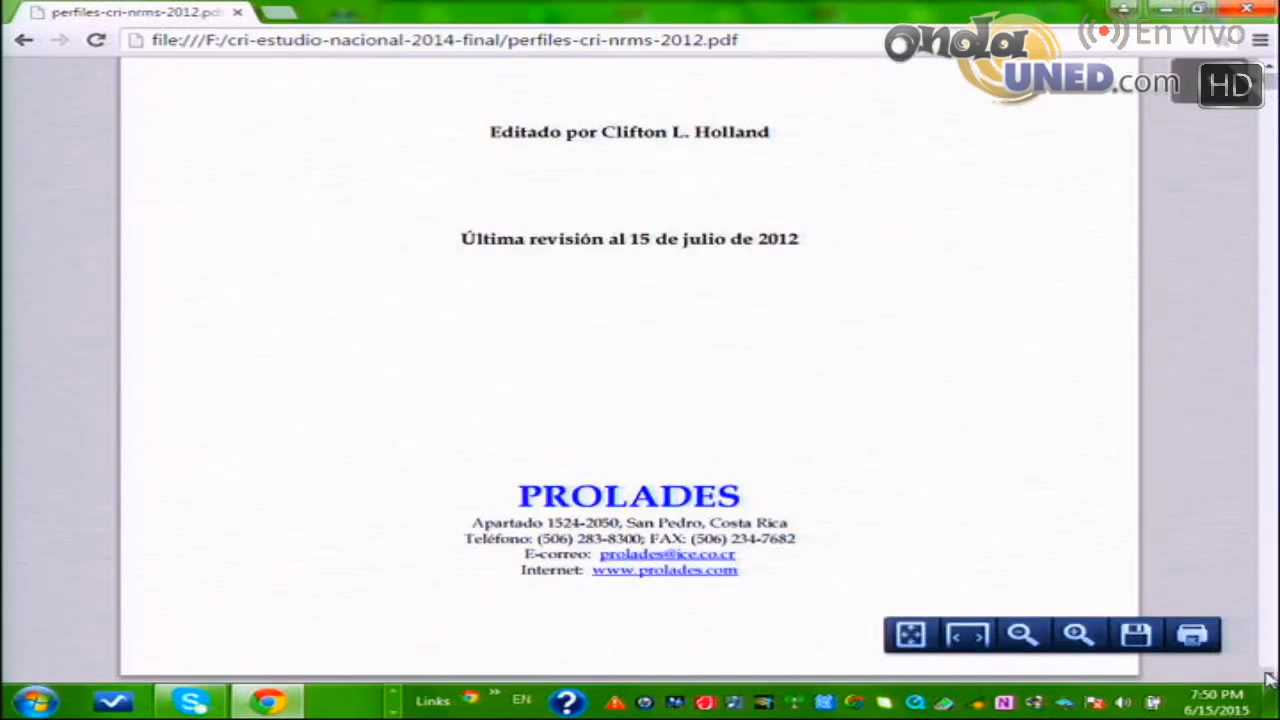 perfiles-cri-nrms-2012.pd
file:///F:/cri-estudio-nacional-2014-final/perfiles-cri-nrms-2012.pdf
onda
UNED.com
En vivo
HD
Editado por Clifton L. Holland
Última revisión al 15 de julio de 2012
PROLADES
Apartado 1524-2050, San Pedro, Costa Rica
Teléfono: (506) 283-8300; FAX: (506) 234-7682
E-correo: prolades@ice.co.cr
Internet: www.prolades.com
Links
EN
7:50 PM
6/15/2015